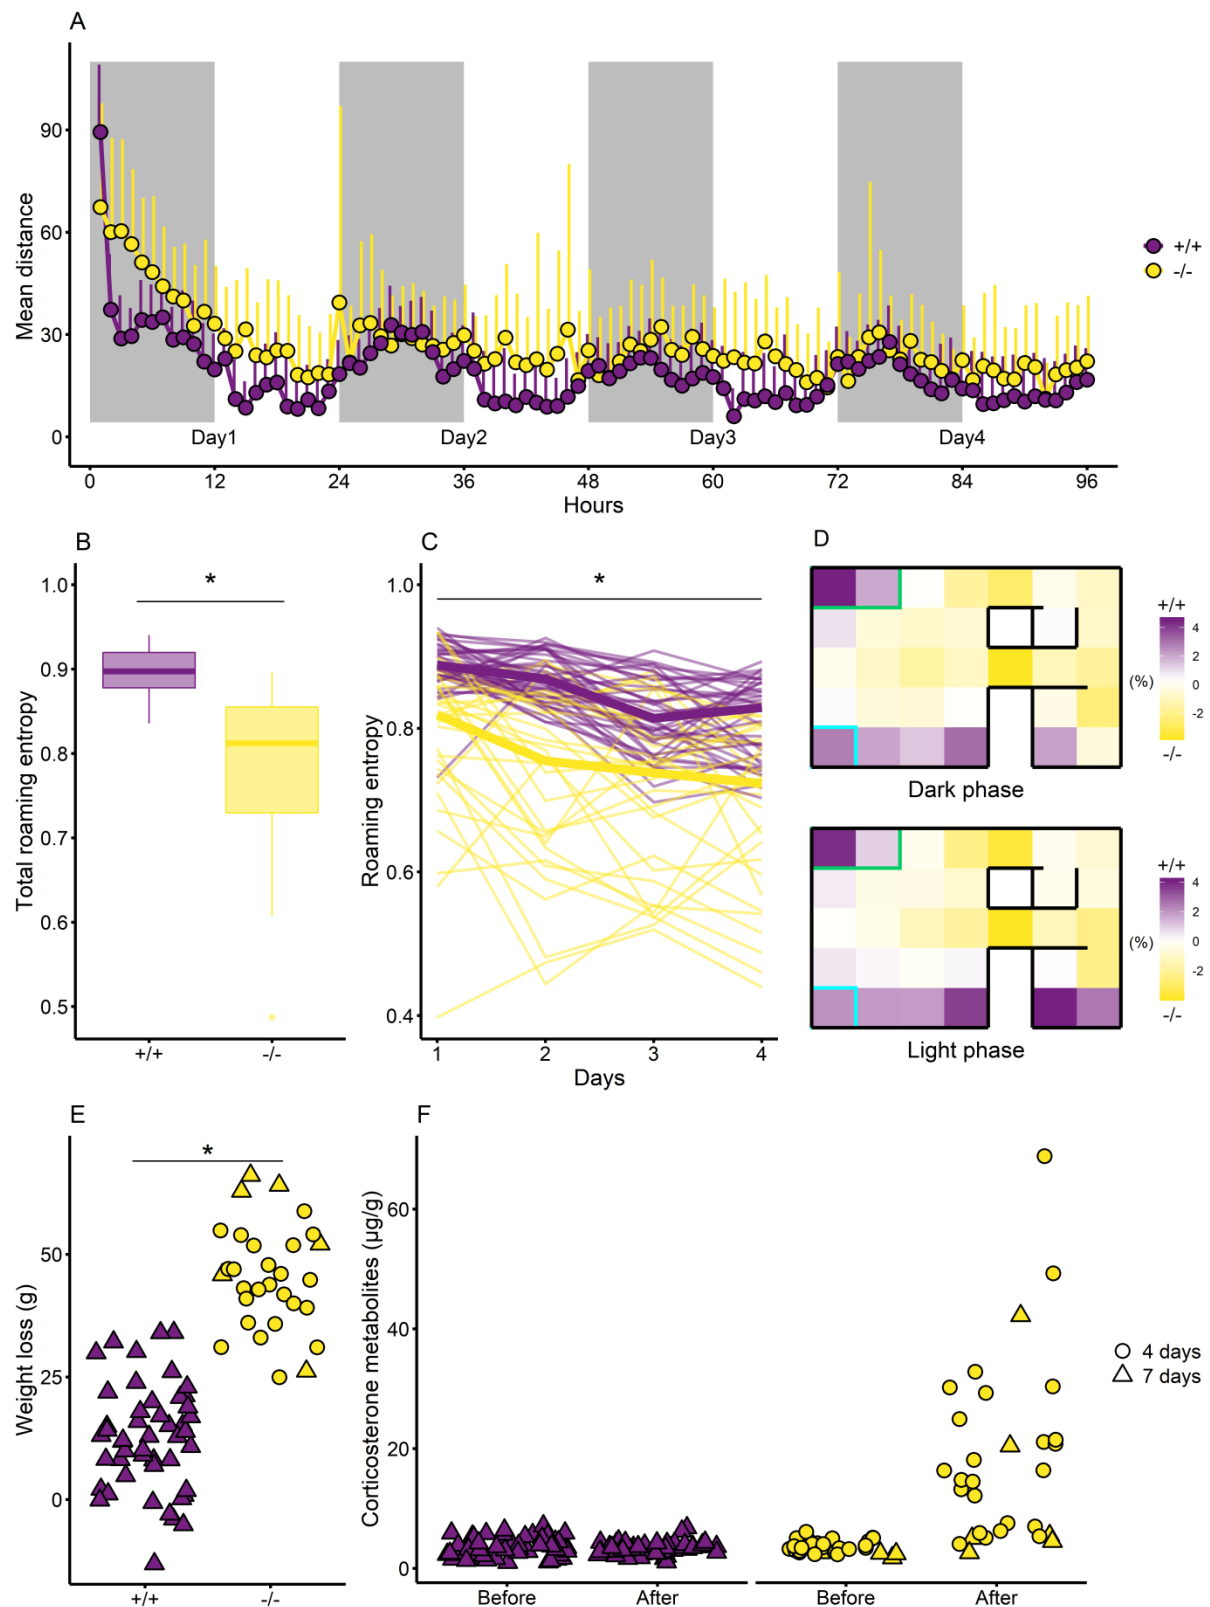 A
Mean distance
90
60
30
0
Day1
Day2
Day3
Day4
0
12
24
36
48
60
72
84
96
Hours
+/+
-/-
B
*
Total roaming entropy
1.0
0.9
0.8
0.7
0.6
0.5
+/+
-/-
C
*
Roaming entropy
1.0
0.8
0.6
0.4
1
2
3
4
Days
D
Dark phase
+/+
4
2
0
-2
(%)
-/-
Light phase
+/+
4
2
0
-2
(%)
-/-
E
*
Weight loss (g)
50
25
0
+/+
-/-
F
Corticosterone metabolites (µg/g)
60
40
20
0
Before
After
Before
After
4 days
7 days